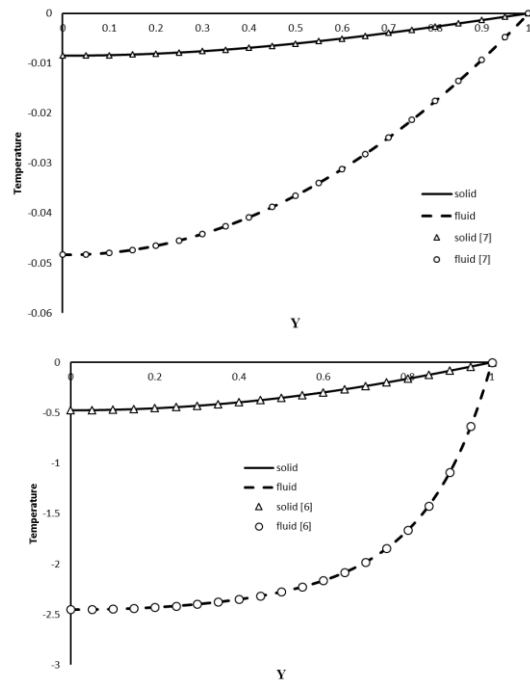 0
0 0.1 0.2 0.3 0.4 0.5 0.6 0.7 0.8 0.9 1
-0.01
-0.02
-0.03
-0.04
-0.05
-0.06
Temperature
solid
fluid
solid [7]
fluid [7]
Y
0
0 0.2 0.4 0.6 0.8 1
-0.5
-1
-1.5
-2
-2.5
-3
Temperature
solid
fluid
solid [6]
fluid [6]
Y